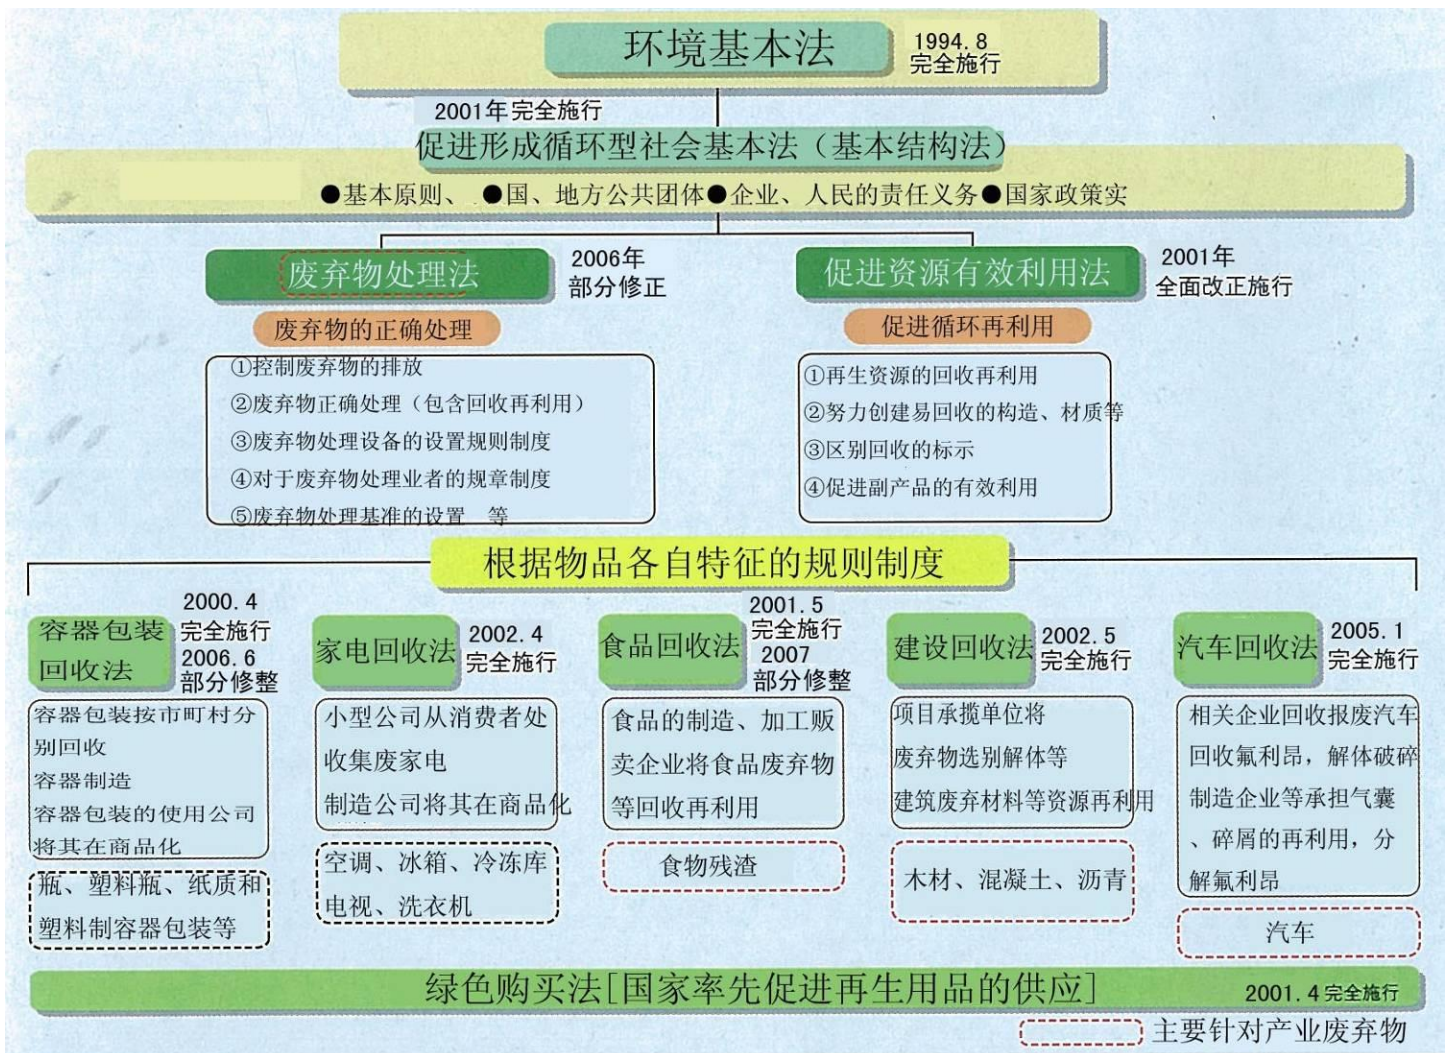 环境基本法
1994.8
完全施行
2001年完全施行
促进形成循环型社会基本法（基本结构法）
●基本原则、 ●国、地方公共团体●企业、人民的责任义务●国家政策实
废弃物处理法
2006年
部分修正
促进资源有效利用法
2001年
全面改正施行
废弃物的正确处理
①控制废弃物的排放
②废弃物正确处理（包含回收再利用）
③废弃物处理设备的设置规则制度
④对于废弃物处理业者的规章制度
⑤废弃物处理基准的设置 等
促进循环再利用
①再生资源的回收再利用
②努力创建易回收的构造、材质等
③区别回收的标示
④促进副产品的有效利用
根据物品各自特征的规则制度
容器包装
回收法
2000.4
完全施行
2006.6
部分修整
容器包装按市町村分
别回收
容器制造
容器包装的使用公司
将其在商品化
瓶、塑料瓶、纸质和
塑料制容器包装等
家电回收法
2002.4
完全施行
小型公司从消费者处
收集废家电
制造公司将其在商品化
空调、冰箱、冷冻库
电视、洗衣机
食品回收法
2001.5
完全施行
2007
部分修整
食品的制造、加工贩
卖企业将食品废弃物
等回收再利用
食物残渣
建设回收法
2002.5
完全施行
项目承揽单位将
废弃物选别解体等
建筑废弃材料等资源再利用
木材、混凝土、沥青
汽车回收法
2005.1
完全施行
相关企业回收报废汽车
回收氟利昂，解体破碎
制造企业等承担气囊
、碎屑的再利用，分
解氟利昂
汽车
绿色购买法[国家率先促进再生用品的供应]
2001.4完全施行
主要针对产业废弃物